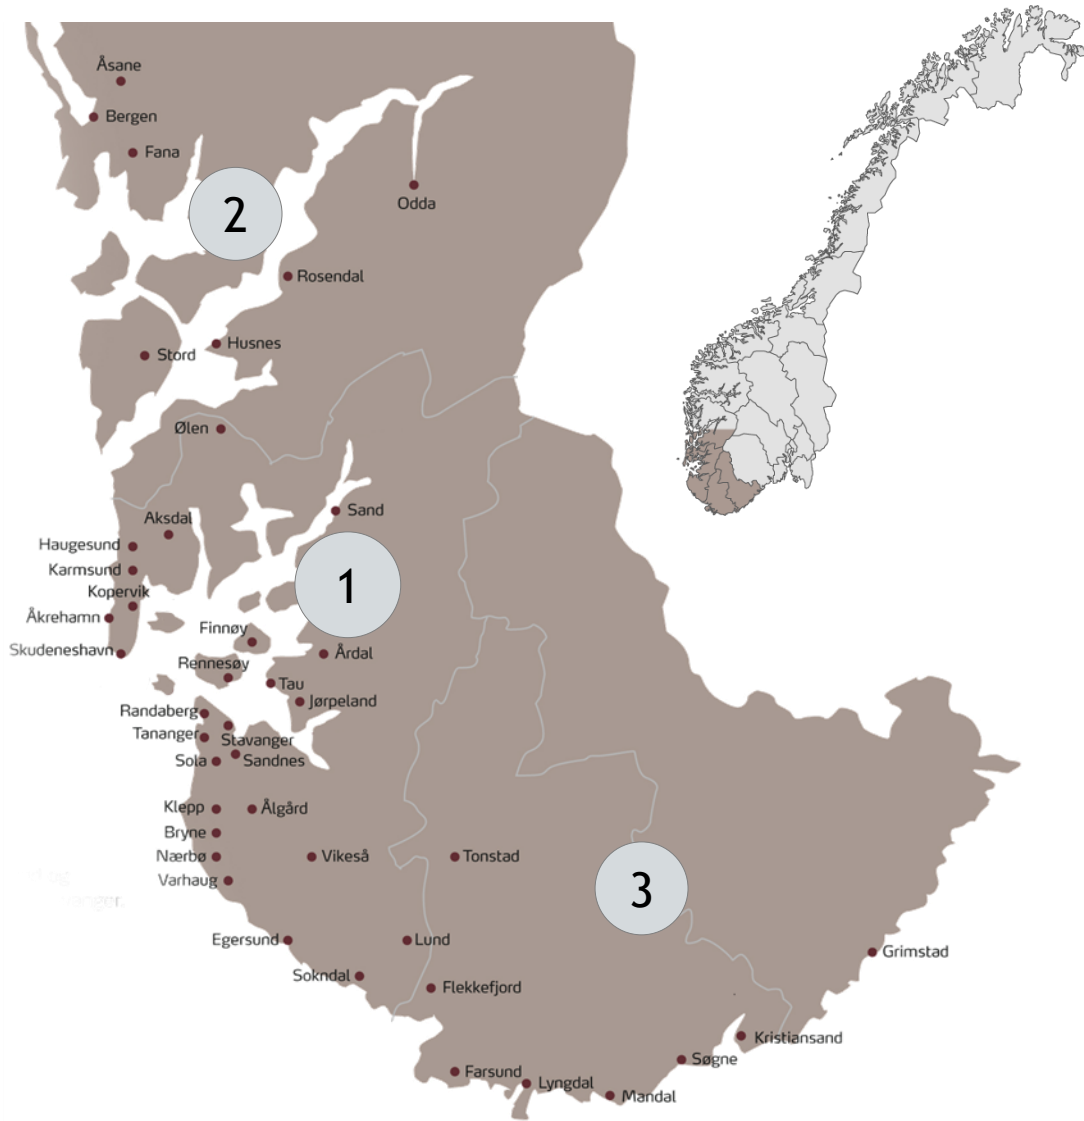 Åsane
Bergen
Fana
2
Odda
Rosendal
Husnes
Stord
Ølen
Sand
Aksdal
Haugesund
Karmsund
Kopervik
1
Åkrehamn
Finnøy
Skudeneshavn
Årdal
Rennesøy
Tau
Jørpeland
Randaberg
Tananger
Stavanger
Sola
Sandnes
Klepp
Ålgård
Bryne
Nærbø
Vikeså
Tonstad
Varhaug
3
Egersund
Lund
Grimstad
Sokndal
Flekkefjord
Kristiansand
Søgne
Farsund
Lyngdal
Mandal